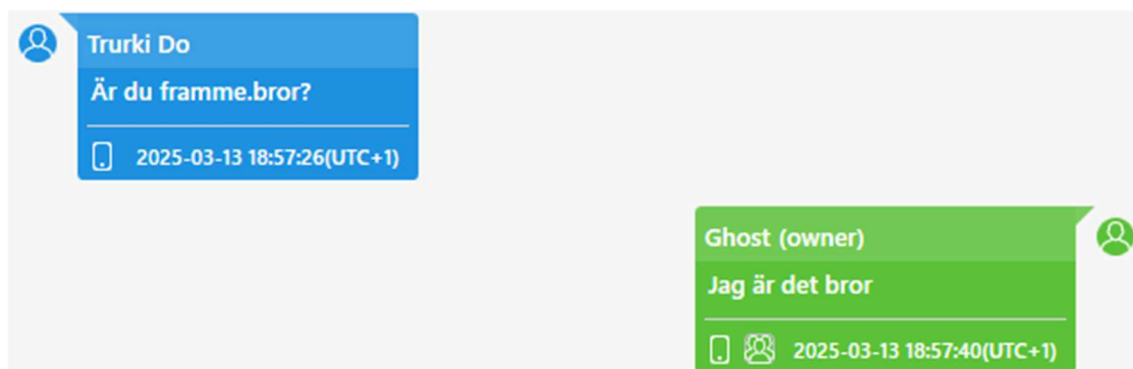 Trurki Do
Är du framme.bror?
2025-03-13 18:57:26(UTC+1)
Ghost (owner)
Jag är det bror
2025-03-13 18:57:40(UTC+1)